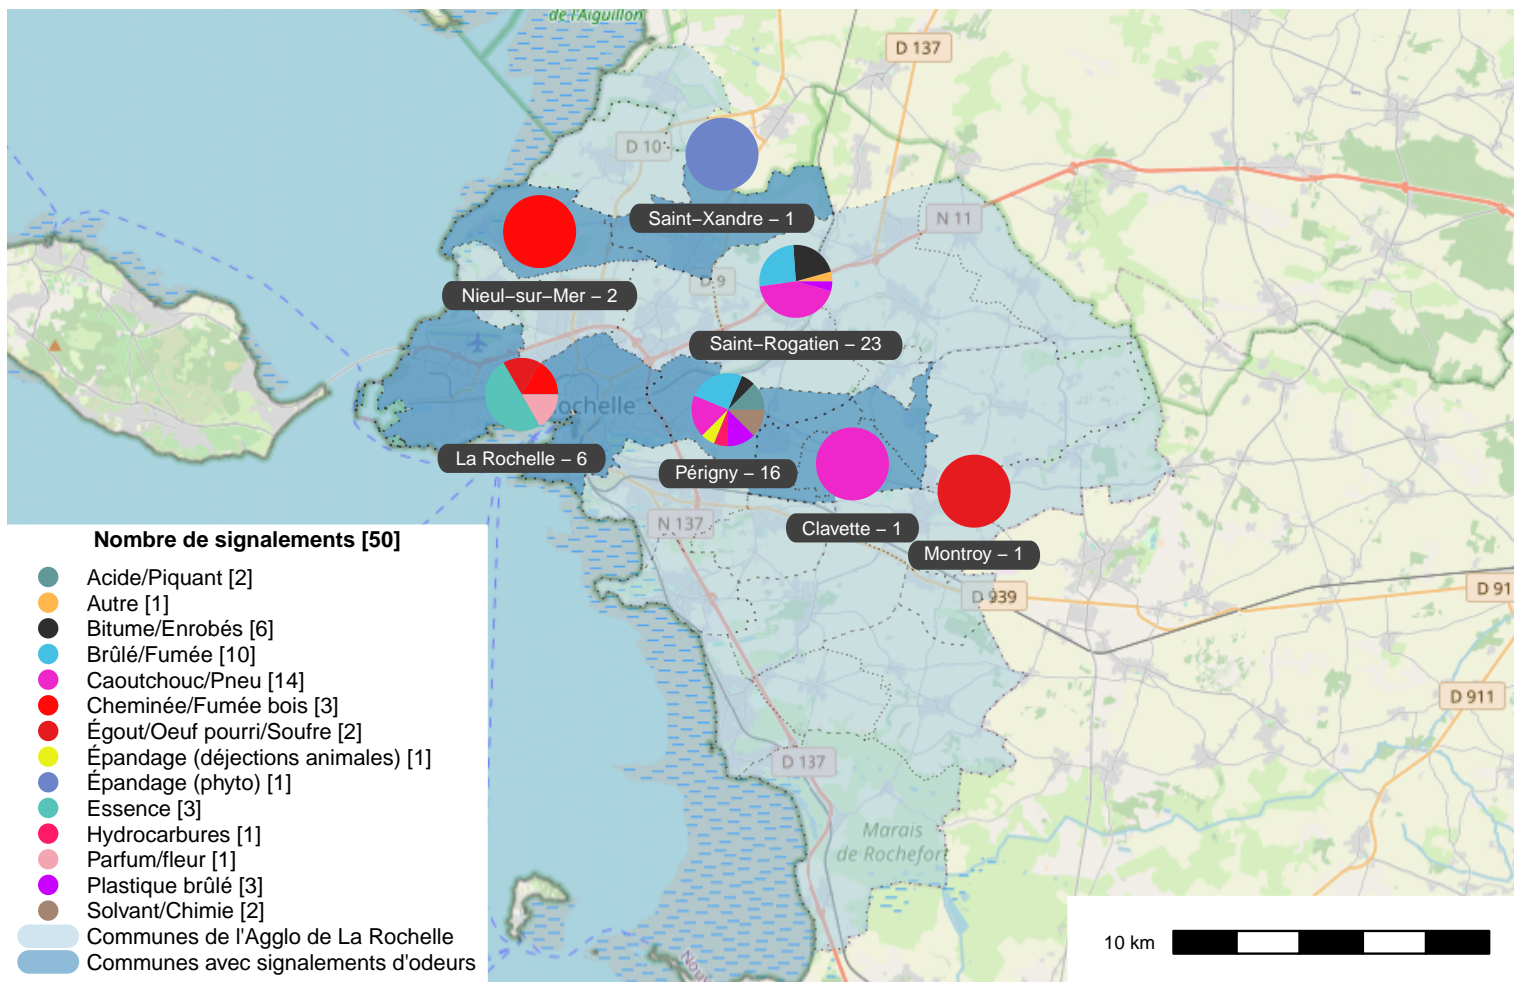 de l'Aiguillon
D 137
D 10
Saint–Xandre – 1
N 11
Nieul–sur–Mer – 2
D 9
Saint–Rogatien – 23
ochelle
La Rochelle – 6
Périgny – 16
Clavette – 1
N 137
Montroy – 1
D 939
D 91
D 911
D 137
Marais
de Rochefort
Nombre de signalements [50]
Acide/Piquant [2]
Autre [1]
Bitume/Enrobés [6]
Brûlé/Fumée [10]
Caoutchouc/Pneu [14]
Cheminée/Fumée bois [3]
Égout/Oeuf pourri/Soufre [2]
Épandage (déjections animales) [1]
Épandage (phyto) [1]
Essence [3]
Hydrocarbures [1]
Parfum/fleur [1]
Plastique brûlé [3]
Solvant/Chimie [2]
Communes de l'Agglo de La Rochelle
Communes avec signalements d'odeurs
10 km